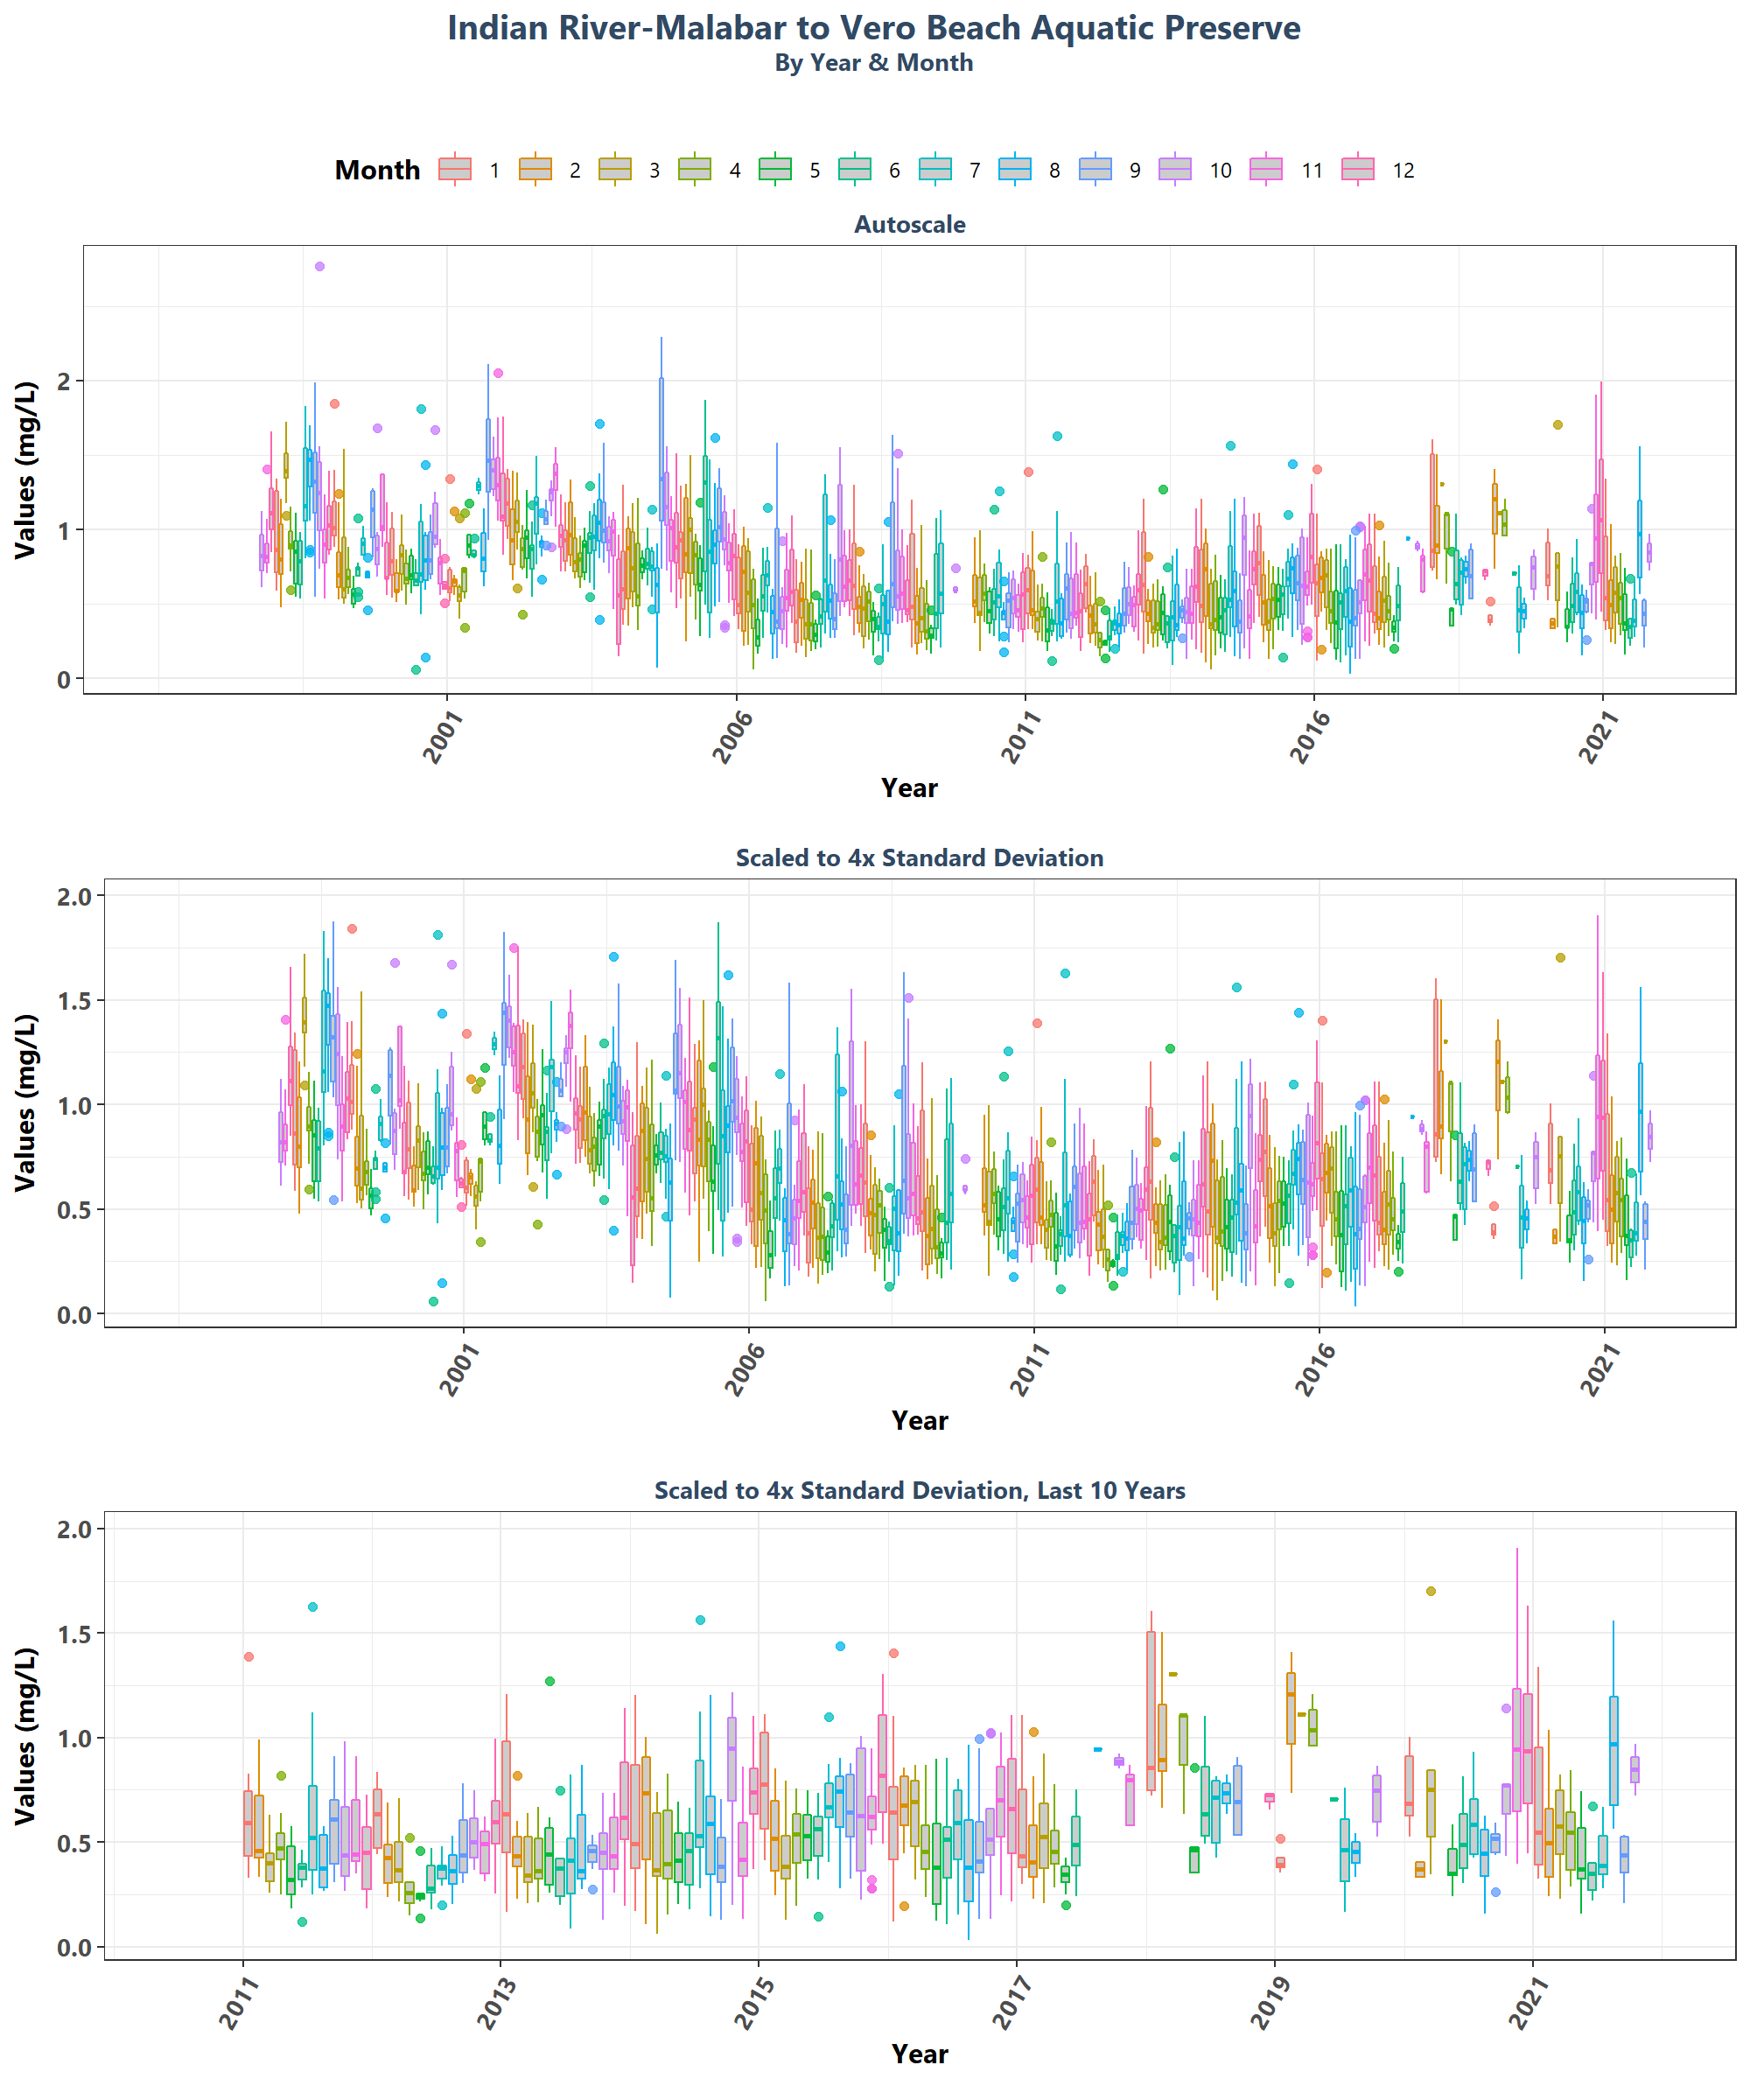 Indian River-Malabar to Vero Beach Aquatic Preserve
By Year & Month
Month 1 2 3 4 5 6 7 8 9 10 11 12
Autoscale
Values (mg/L)
2
1
0
2001 2006 2011 2016 2021
Year
Scaled to 4x Standard Deviation
Values (mg/L)
2.0
1.5
1.0
0.5
0.0
2001 2006 2011 2016 2021
Year
Scaled to 4x Standard Deviation, Last 10 Years
Values (mg/L)
2.0
1.5
1.0
0.5
0.0
2011 2013 2015 2017 2019 2021
Year